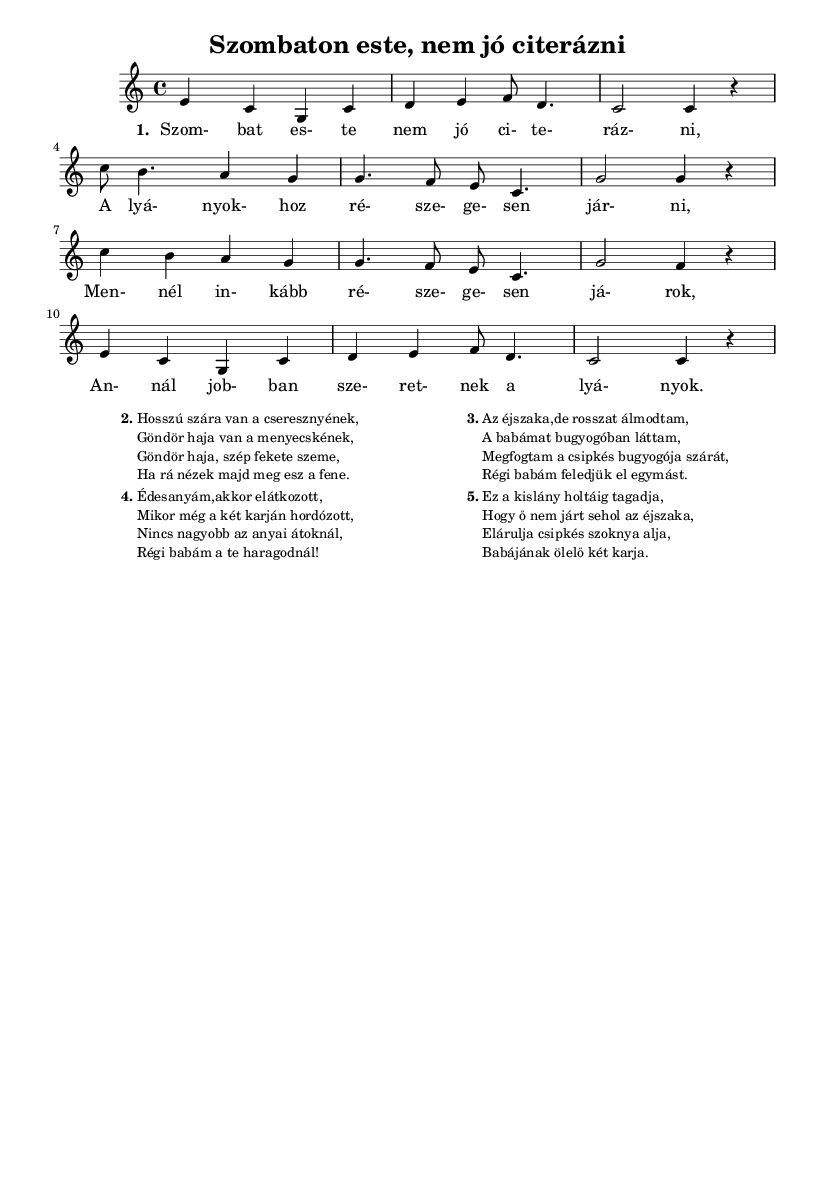 Szombaton este, nem jó citerázni
1. Szom- bat es- te nem jó ci- te- ráz- ni,
4
A lyá- nyok- hoz ré- sze- ge- sen jár- ni,
7
Men- nél in- kább ré- sze- ge- sen já- rok,
10
An- nál job- ban sze- ret- nek a lyá- nyok.
2. Hosszú szára van a cseresznyének,
Göndör haja van a menyecskének,
Göndör haja, szép fekete szeme,
Ha rá nézek majd meg esz a fene.
3. Az éjszaka,de rosszat álmodtam,
A babámat bugyogóban láttam,
Megfogtam a csipkés bugyogója szárát,
Régi babám feledjük el egymást.
4. Édesanyám,akkor elátkozott,
Mikor még a két karján hordózott,
Nincs nagyobb az anyai átoknál,
Régi babám a te haragodnál!
5. Ez a kislány holtáig tagadja,
Hogy ő nem járt sehol az éjszaka,
Elárulja csipkés szoknya alja,
Babájának ölelő két karja.